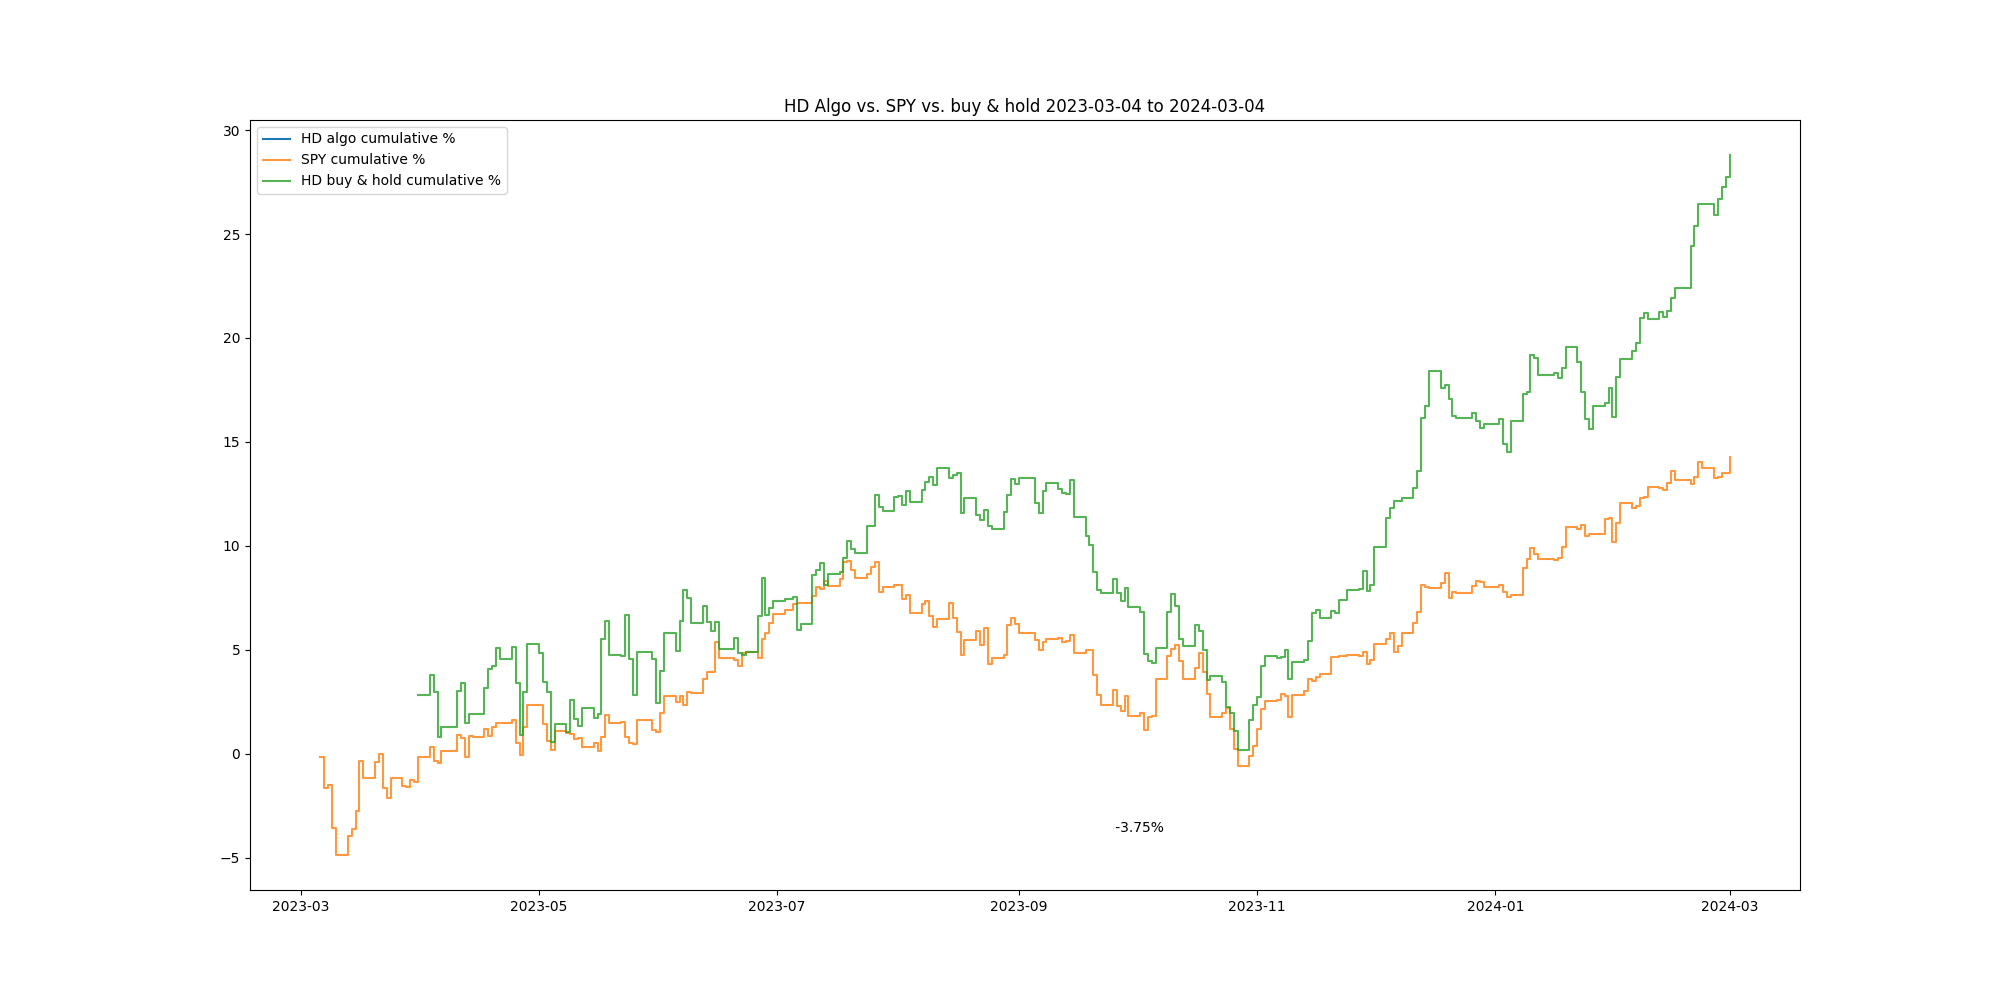 HD Algo vs. SPY vs. buy & hold 2023-03-04 to 2024-03-04
30
HD algo cumulative %
SPY cumulative %
HD buy & hold cumulative %
25
20
15
10
5
0
-3.75%
−5
2023-03 2023-05 2023-07 2023-09 2023-11 2024-01 2024-03